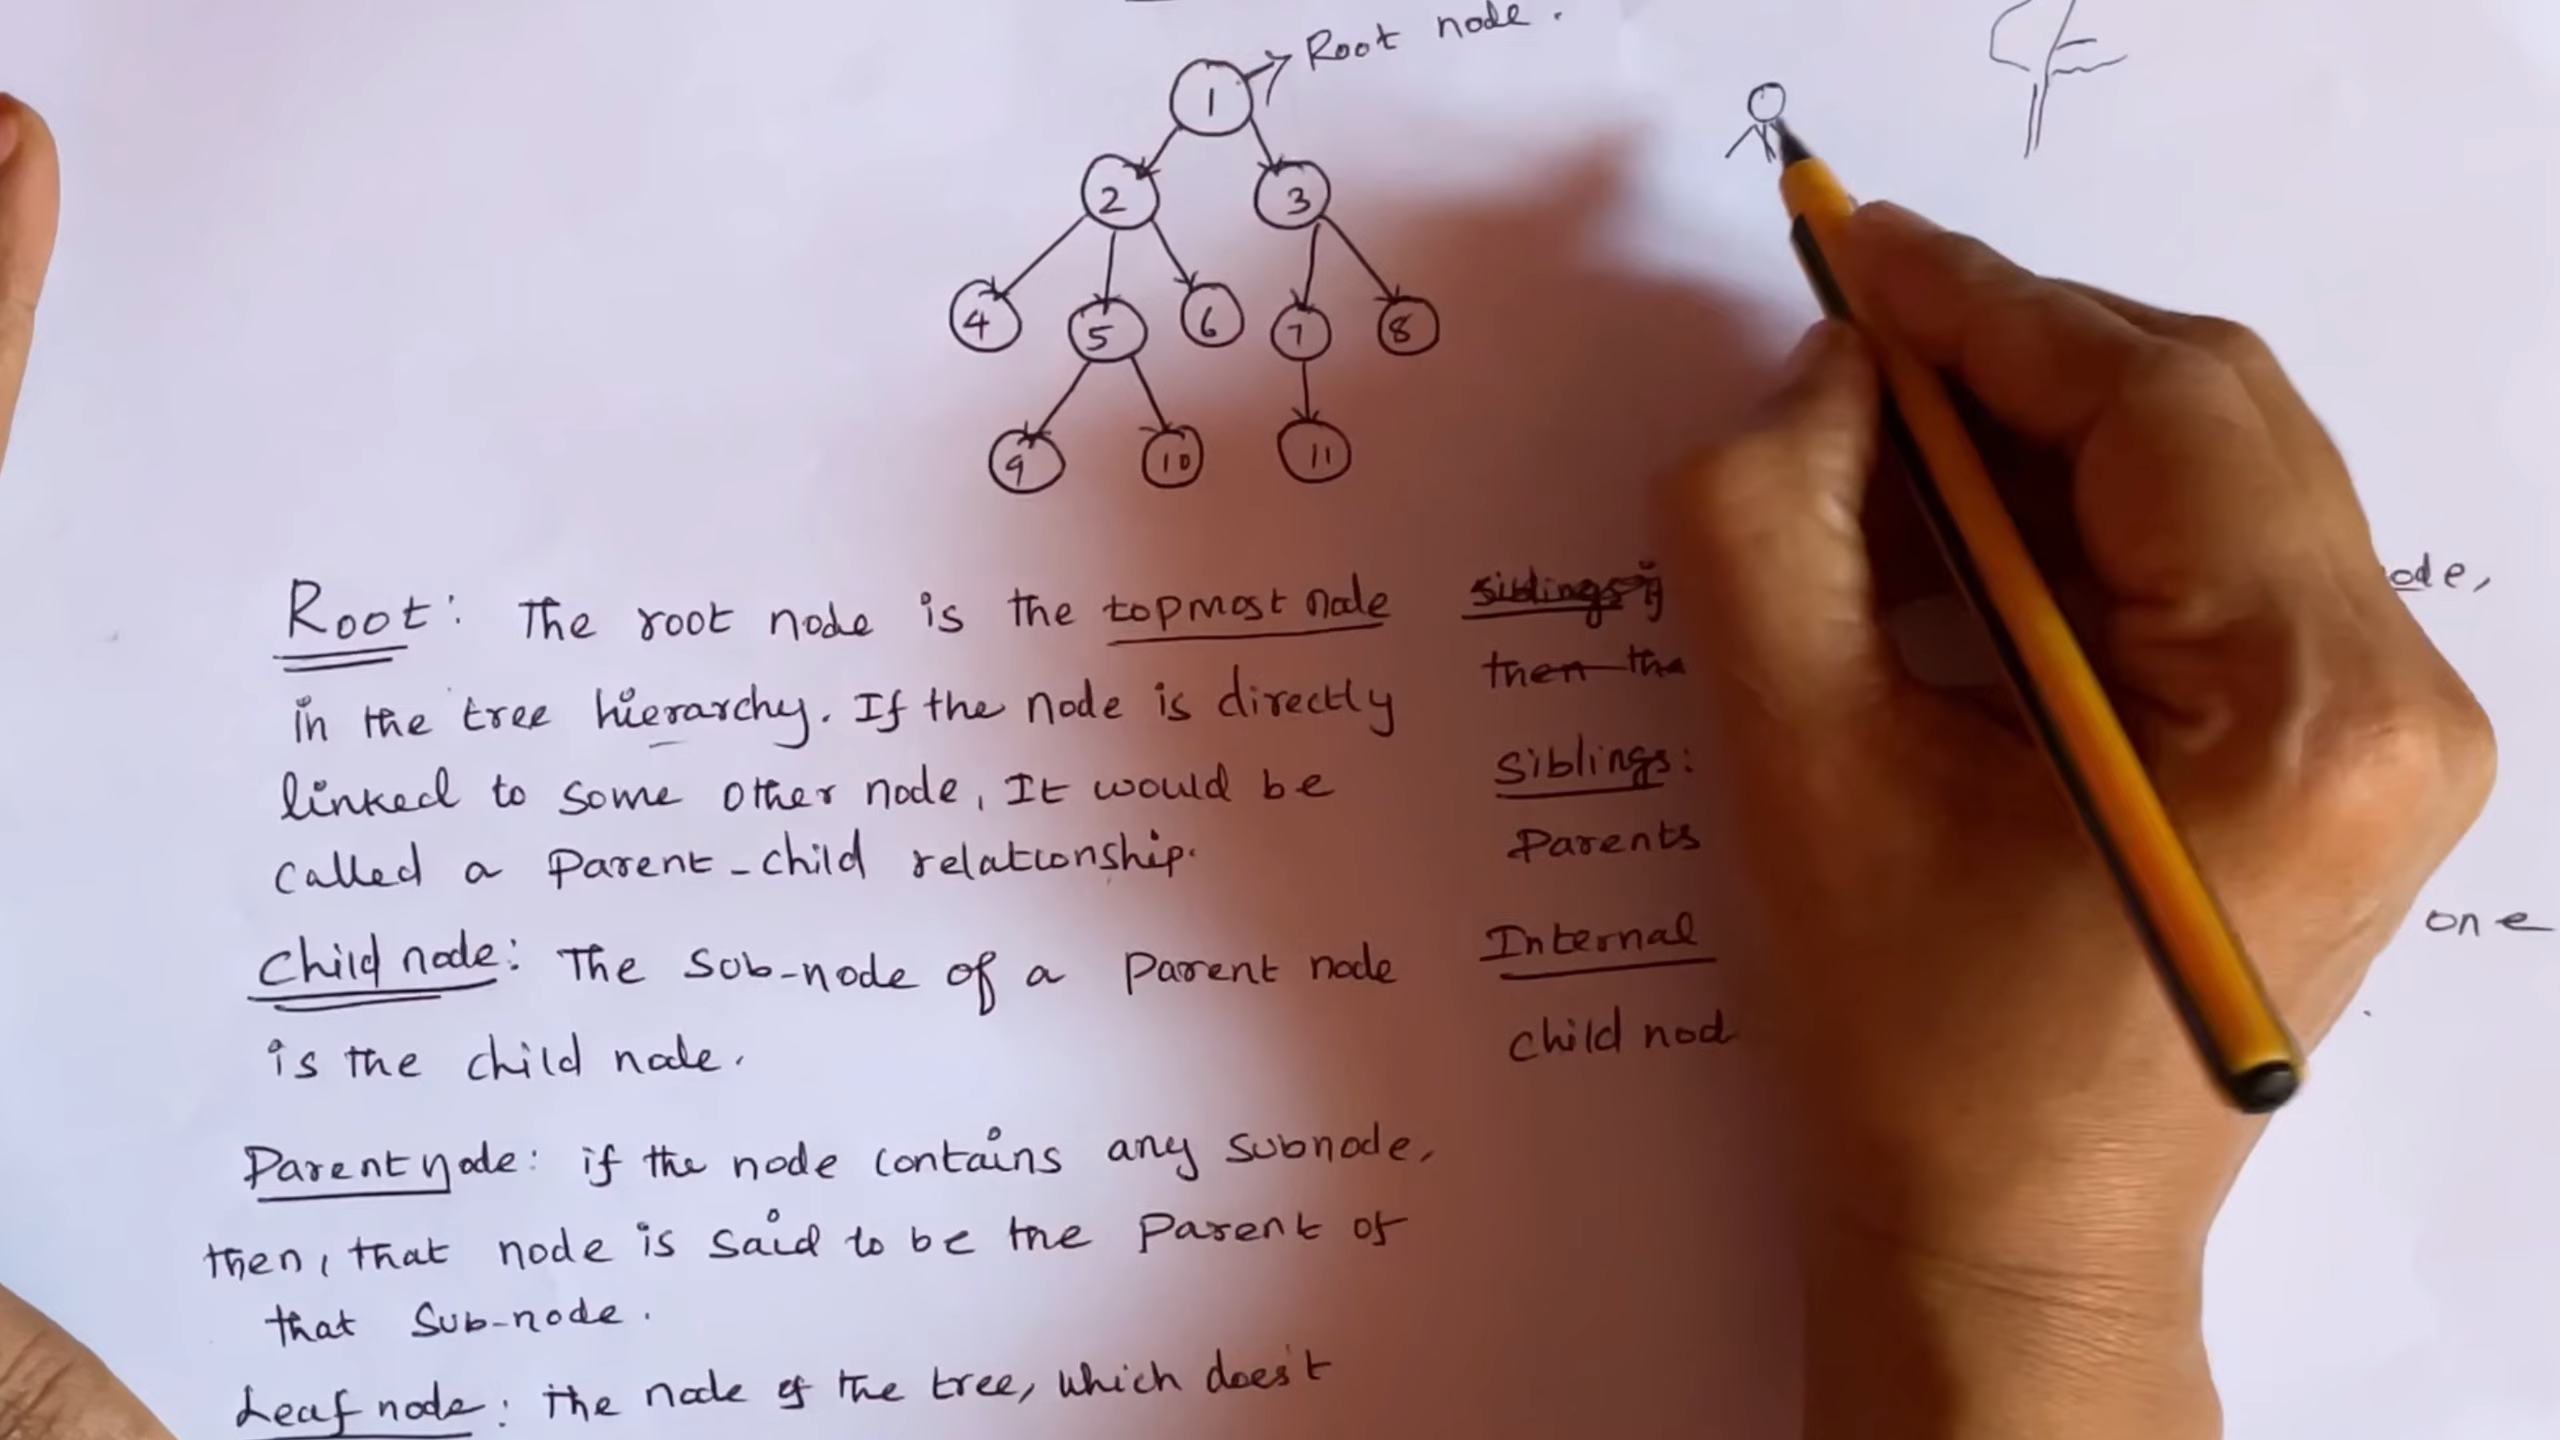 Root node.
1
2
3
4
5
6
7
8
9
10
11
Root: The root node is the topmost node
in the tree hierarchy. If the node is directly
linked to some other node, It would be
called a Parent-child relationship.
Child node: The Sub-node of a Parent node
is the child node.
Parent node: if the node contains any subnode,
then, that node is said to be the Parent of
that Sub-node.
Leaf node: The node of the tree, which does't
siblings
then the
Siblings:
Parents
Internal
child nod
ode,
one